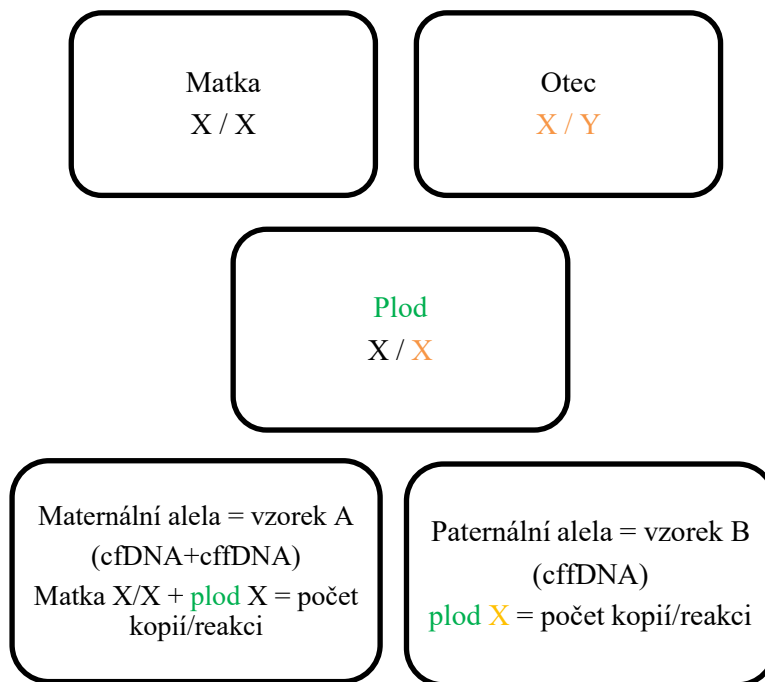 Matka
X / X
Otec
X / Y
Plod
X / X
Maternální alela = vzorek A
(cfDNA+cffDNA)
Matka X/X + plod X = počet
kopií/reakci
Paternální alela = vzorek B
(cffDNA)
plod X = počet kopií/reakci